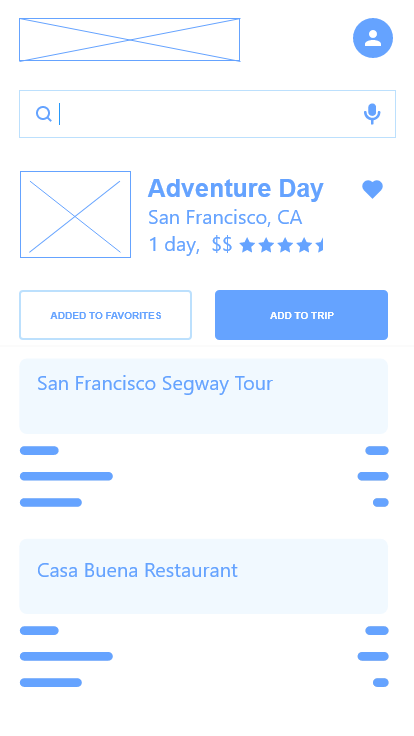 Adventure Day
San Francisco, CA
1 day, $$
ADDED TO FAVORITES
ADD TO TRIP
San Francisco Segway Tour
Casa Buena Restaurant